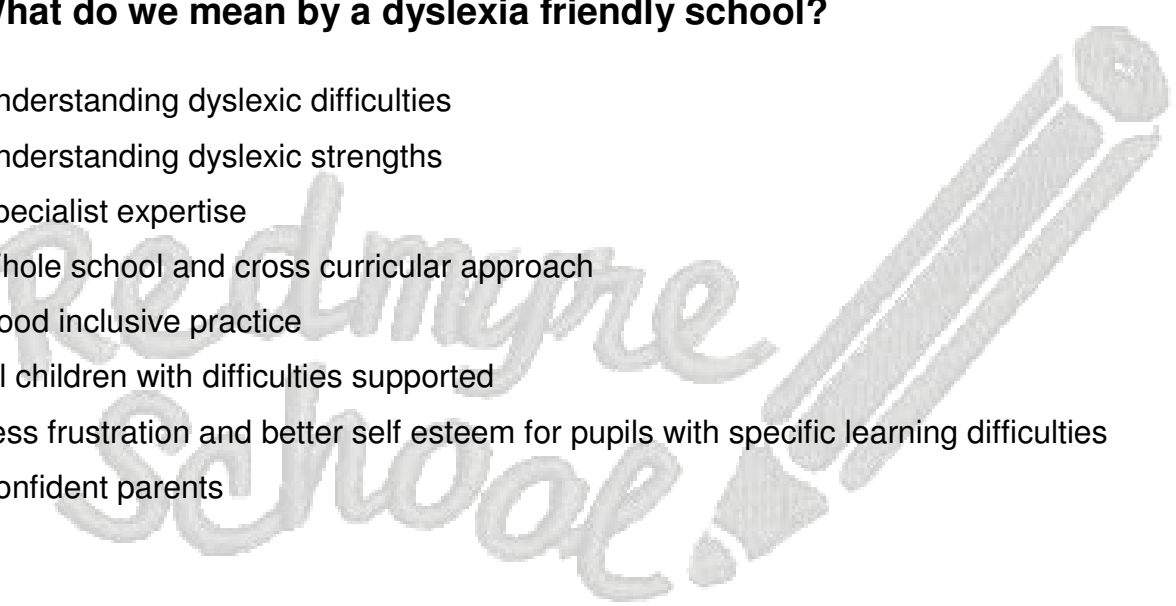 What do we mean by a dyslexia friendly school?
nderstanding dyslexic difficulties
nderstanding dyslexic strengths
pecialist expertise
hole school and cross curricular approach
ood inclusive practice
ll children with difficulties supported
ess frustration and better self esteem for pupils with specific learning difficulties
onfident parents
Redmyre
School